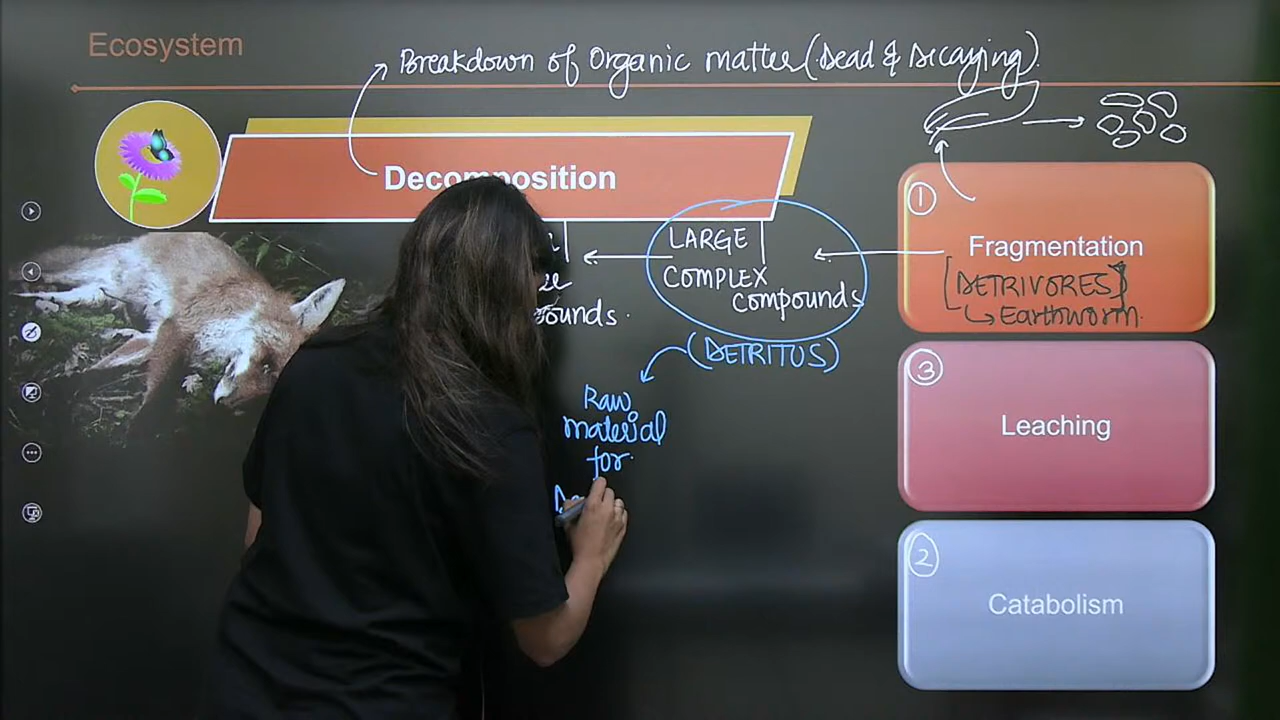 Ecosystem
Breakdown of Organic matter (Dead & Decaying).
Decomposition
LARGE
COMPLEX
Compounds
(DETRITUS)
Raw
material
for
1
Fragmentation
[DETRIVORES]
Earthworm
3
Leaching
2
Catabolism